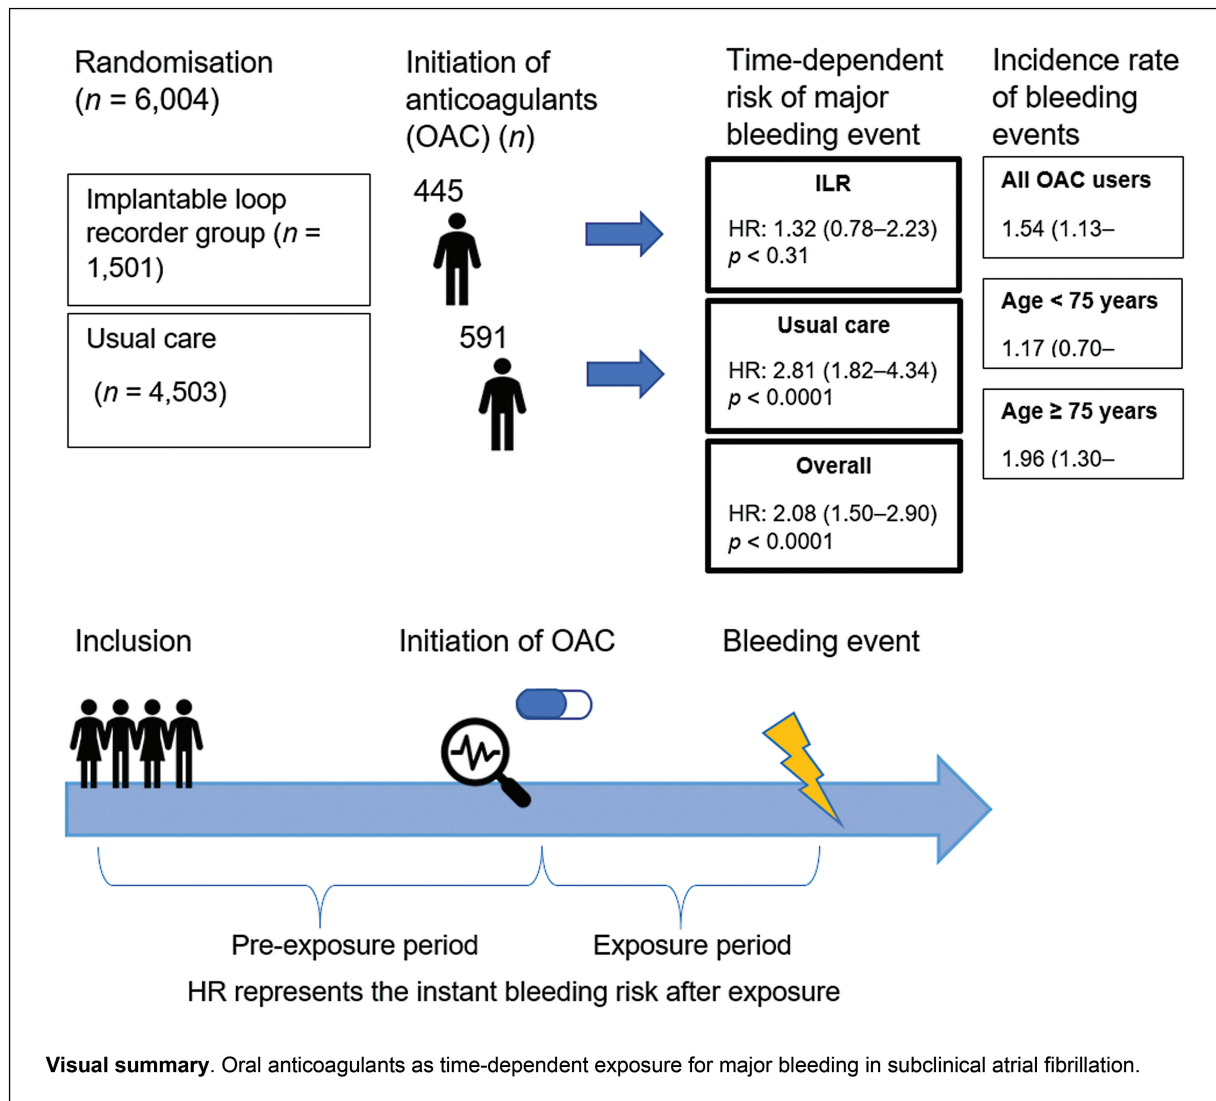 Randomisation
(n = 6,004)
Initiation of
anticoagulants
(OAC) (n)
Time-dependent
risk of major
bleeding event
Incidence rate
of bleeding
events
Implantable loop
recorder group (n =
1,501)
445
ILR
HR: 1.32 (0.78–2.23)
p < 0.31
All OAC users
1.54 (1.13–
Usual care
(n = 4,503)
591
Usual care
HR: 2.81 (1.82–4.34)
p < 0.0001
Age < 75 years
1.17 (0.70–
Age ≥ 75 years
1.96 (1.30–
Overall
HR: 2.08 (1.50–2.90)
p < 0.0001
Inclusion
Initiation of OAC
Bleeding event
Pre-exposure period
Exposure period
HR represents the instant bleeding risk after exposure
Visual summary. Oral anticoagulants as time-dependent exposure for major bleeding in subclinical atrial fibrillation.